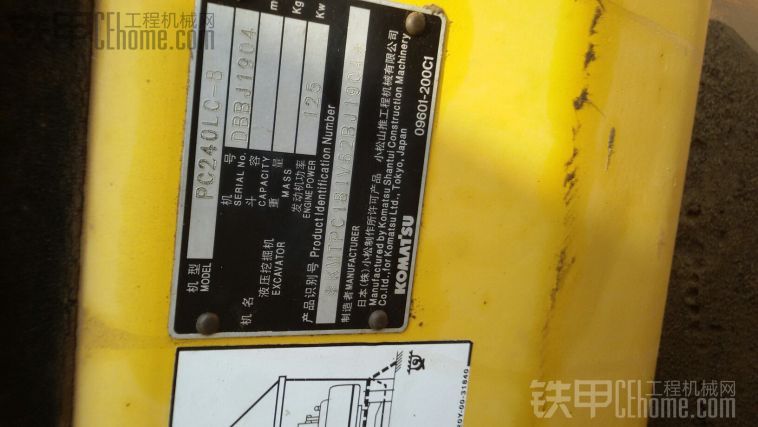 机型 MODEL PC240LC-8
机号 SERIAL No. DBBJ1904
机名 液压挖掘机 EXCAVATOR
斗容 CAPACITY m
重量 MASS Kg
发动机功率 ENGINE POWER 125 Kw
产品识别号 Product Identification Number
制造者 MANUFACTURER
日本(株)小松制作所许可产品 小松山推工程机械有限公司
Manufactured by Komatsu Shantui Construction Machinery
Co.ltd.,for Komatsu Ltd., Tokyo, Japan
KOMATSU 09601-200C1
铁甲 工程机械网
CEhome.com
铁甲 工程机械网
CEhome.com